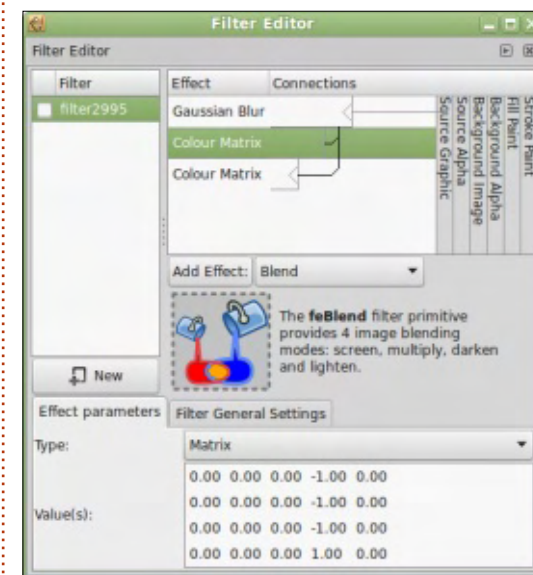 Filter Editor
Filter Editor
Filter
Effect
Connections
filter2995
Gaussian Blur
Colour Matrix
Colour Matrix
Source Graphic
Source Alpha
Background Image
Background Alpha
Fill Paint
Stroke Paint
Add Effect:
Blend
The feBlend filter primitive
provides 4 image blending
modes: screen, multiply, darken
and lighten.
New
Effect parameters
Filter General Settings
Type:
Matrix
Value(s):
0.00 0.00 0.00 -1.00 0.00
0.00 0.00 0.00 -1.00 0.00
0.00 0.00 0.00 -1.00 0.00
0.00 0.00 0.00 1.00 0.00